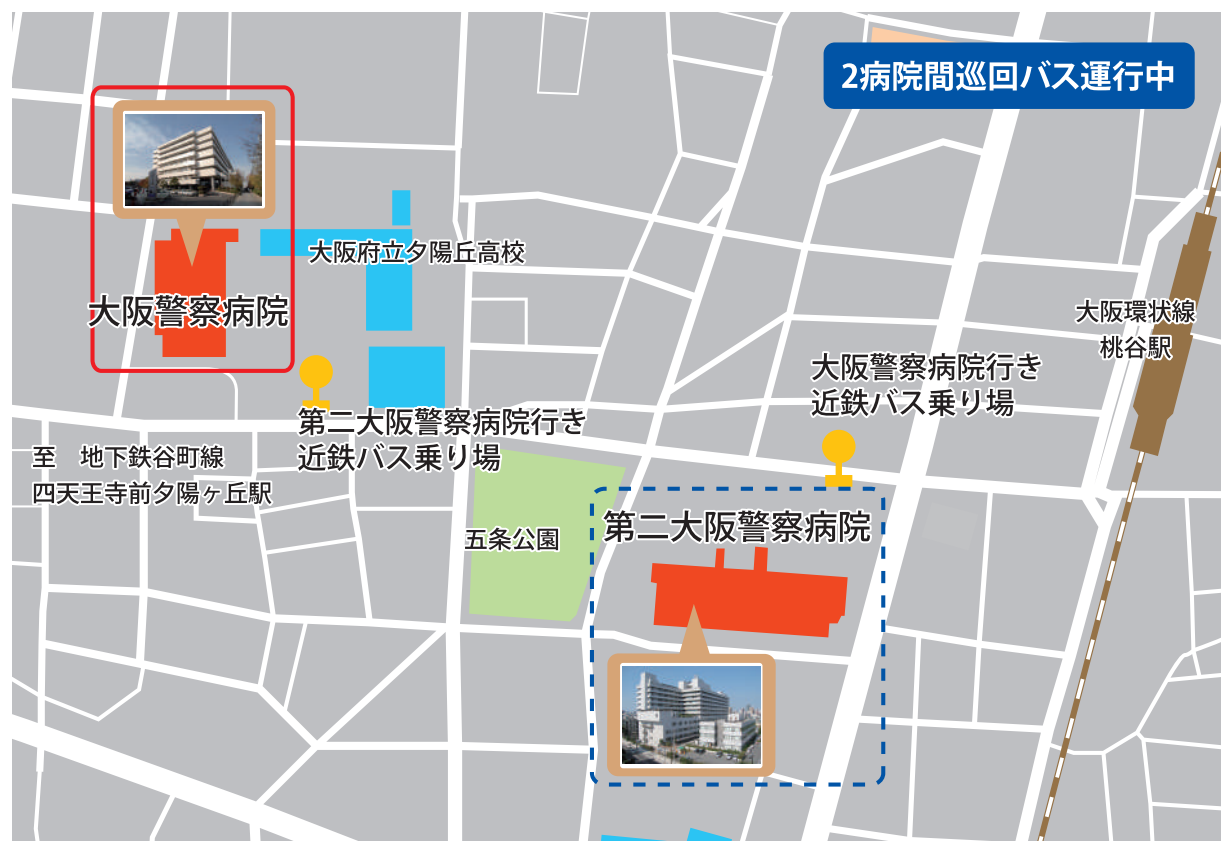 2病院間巡回バス運行中
大阪府立夕陽丘高校
大阪警察病院
大阪環状線
桃谷駅
大阪警察病院行き
近鉄バス乗り場
第二大阪警察病院行き
近鉄バス乗り場
至　地下鉄谷町線
四天王寺前夕陽ヶ丘駅
五条公園
第二大阪警察病院